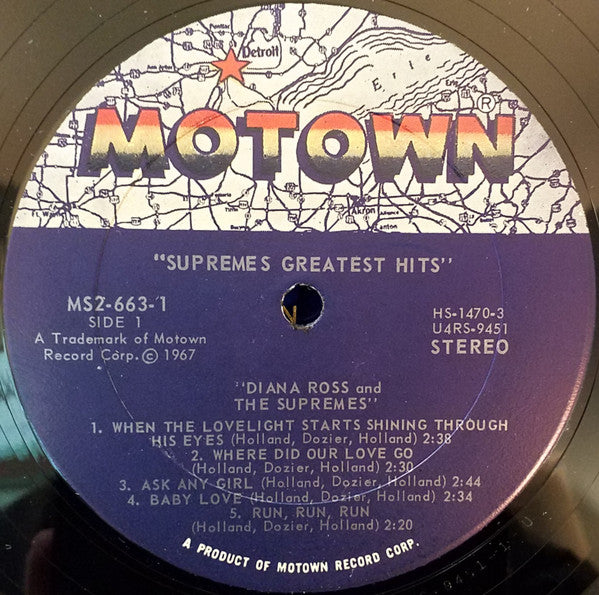 Detroit
Erie
MOTOWN®
Akron
Canton
"SUPREMES GREATEST HITS"
MS2-663-1
SIDE 1
A Trademark of Motown
Record Corp. © 1967
HS-1470-3
U4RS-9451
STEREO
"DIANA ROSS and
THE SUPREMES"
1. WHEN THE LOVELIGHT STARTS SHINING THROUGH
HIS EYES (Holland, Dozier, Holland) 2:38
2. WHERE DID OUR LOVE GO
(Holland, Dozier, Holland) 2:30
3. ASK ANY GIRL (Holland, Dozier, Holland) 2:44
4. BABY LOVE (Holland, Dozier, Holland) 2:34
5. RUN, RUN, RUN
(Holland, Dozier, Holland) 2:20
A PRODUCT OF MOTOWN RECORD CORP.